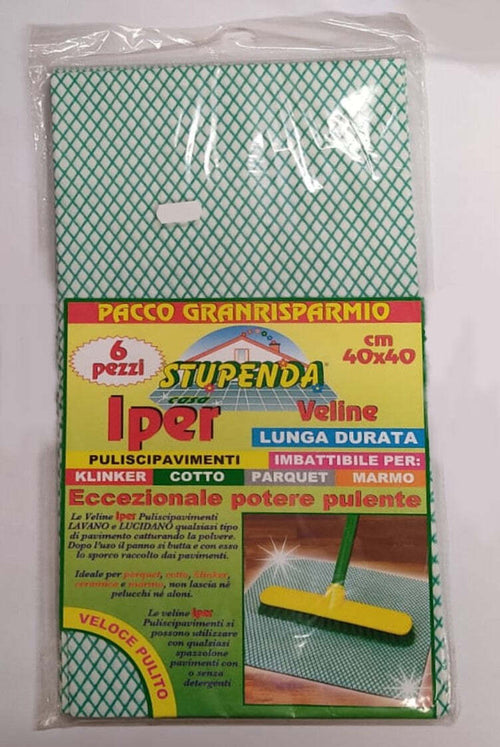 PACCO GRANRISPARMIO
6 pezzi
cm 40x40
STUPENDA
casa
Iper Veline
LUNGA DURATA
PULISCIPAVIMENTI IMBATTIBILE PER:
KLINKER COTTO PARQUET MARMO
Eccezionale potere pulente
Le Veline Iper Puliscipavimenti
LAVANO e LUCIDANO qualsiasi tipo
di pavimento catturando la polvere.
Dopo l'uso il panno si butta e con esso
lo sporco raccolto dai pavimenti.
Ideale per parquet, cotto, klinker,
ceramica e marmo, non lascia nè
pelucchi nè aloni.
Le veline Iper
Puliscipavimenti si
possono utilizzare
con qualsiasi
spazzolone
pavimenti con
o senza
detergenti
VELOCE PULITO